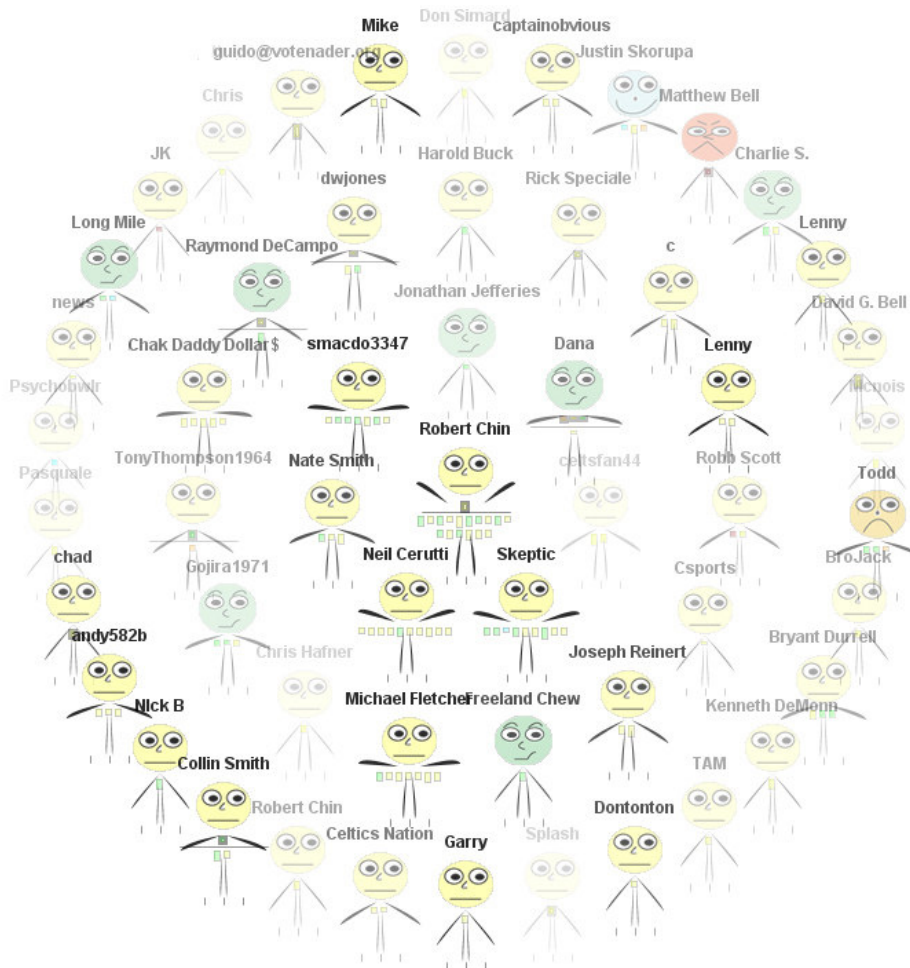 Don Simard
Mike
captainobvious
guido@votenader.org
Justin Skorupa
Chris
Matthew Bell
JK
Harold Buck
Charlie S.
dwjones
Rick Speciale
Long Mile
Raymond DeCampo
c
Lenny
news
Jonathan Jefferies
David G. Bell
Chak Daddy Dollar$
smacdo3347
Dana
Lenny
Psychobwlr
Mcnois
Robert Chin
Pasquale
TonyThompson1964
Nate Smith
celtsfan44
Robb Scott
Todd
chad
Gojira1971
Neil Cerutti
Skeptic
Csports
BroJack
andy582b
Chris Hafner
Joseph Reinert
Bryant Durrell
NIck B
Michael Fletcher
Freeland Chew
Kenneth DeMonn
Collin Smith
TAM
Robert Chin
Celtics Nation
Garry
Splash
Dontonton